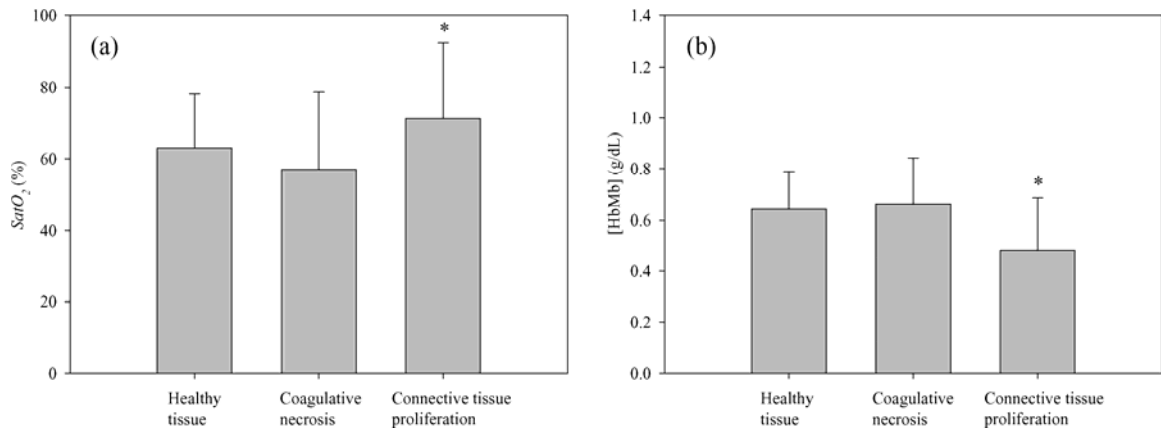 (a)
SatO2 (%)
100
80
60
40
20
0
*
Healthy
tissue
Coagulative
necrosis
Connective tissue
proliferation
(b)
[HbMb] (g/dL)
1.4
1.2
1.0
0.8
0.6
0.4
0.2
0.0
*
Healthy
tissue
Coagulative
necrosis
Connective tissue
proliferation